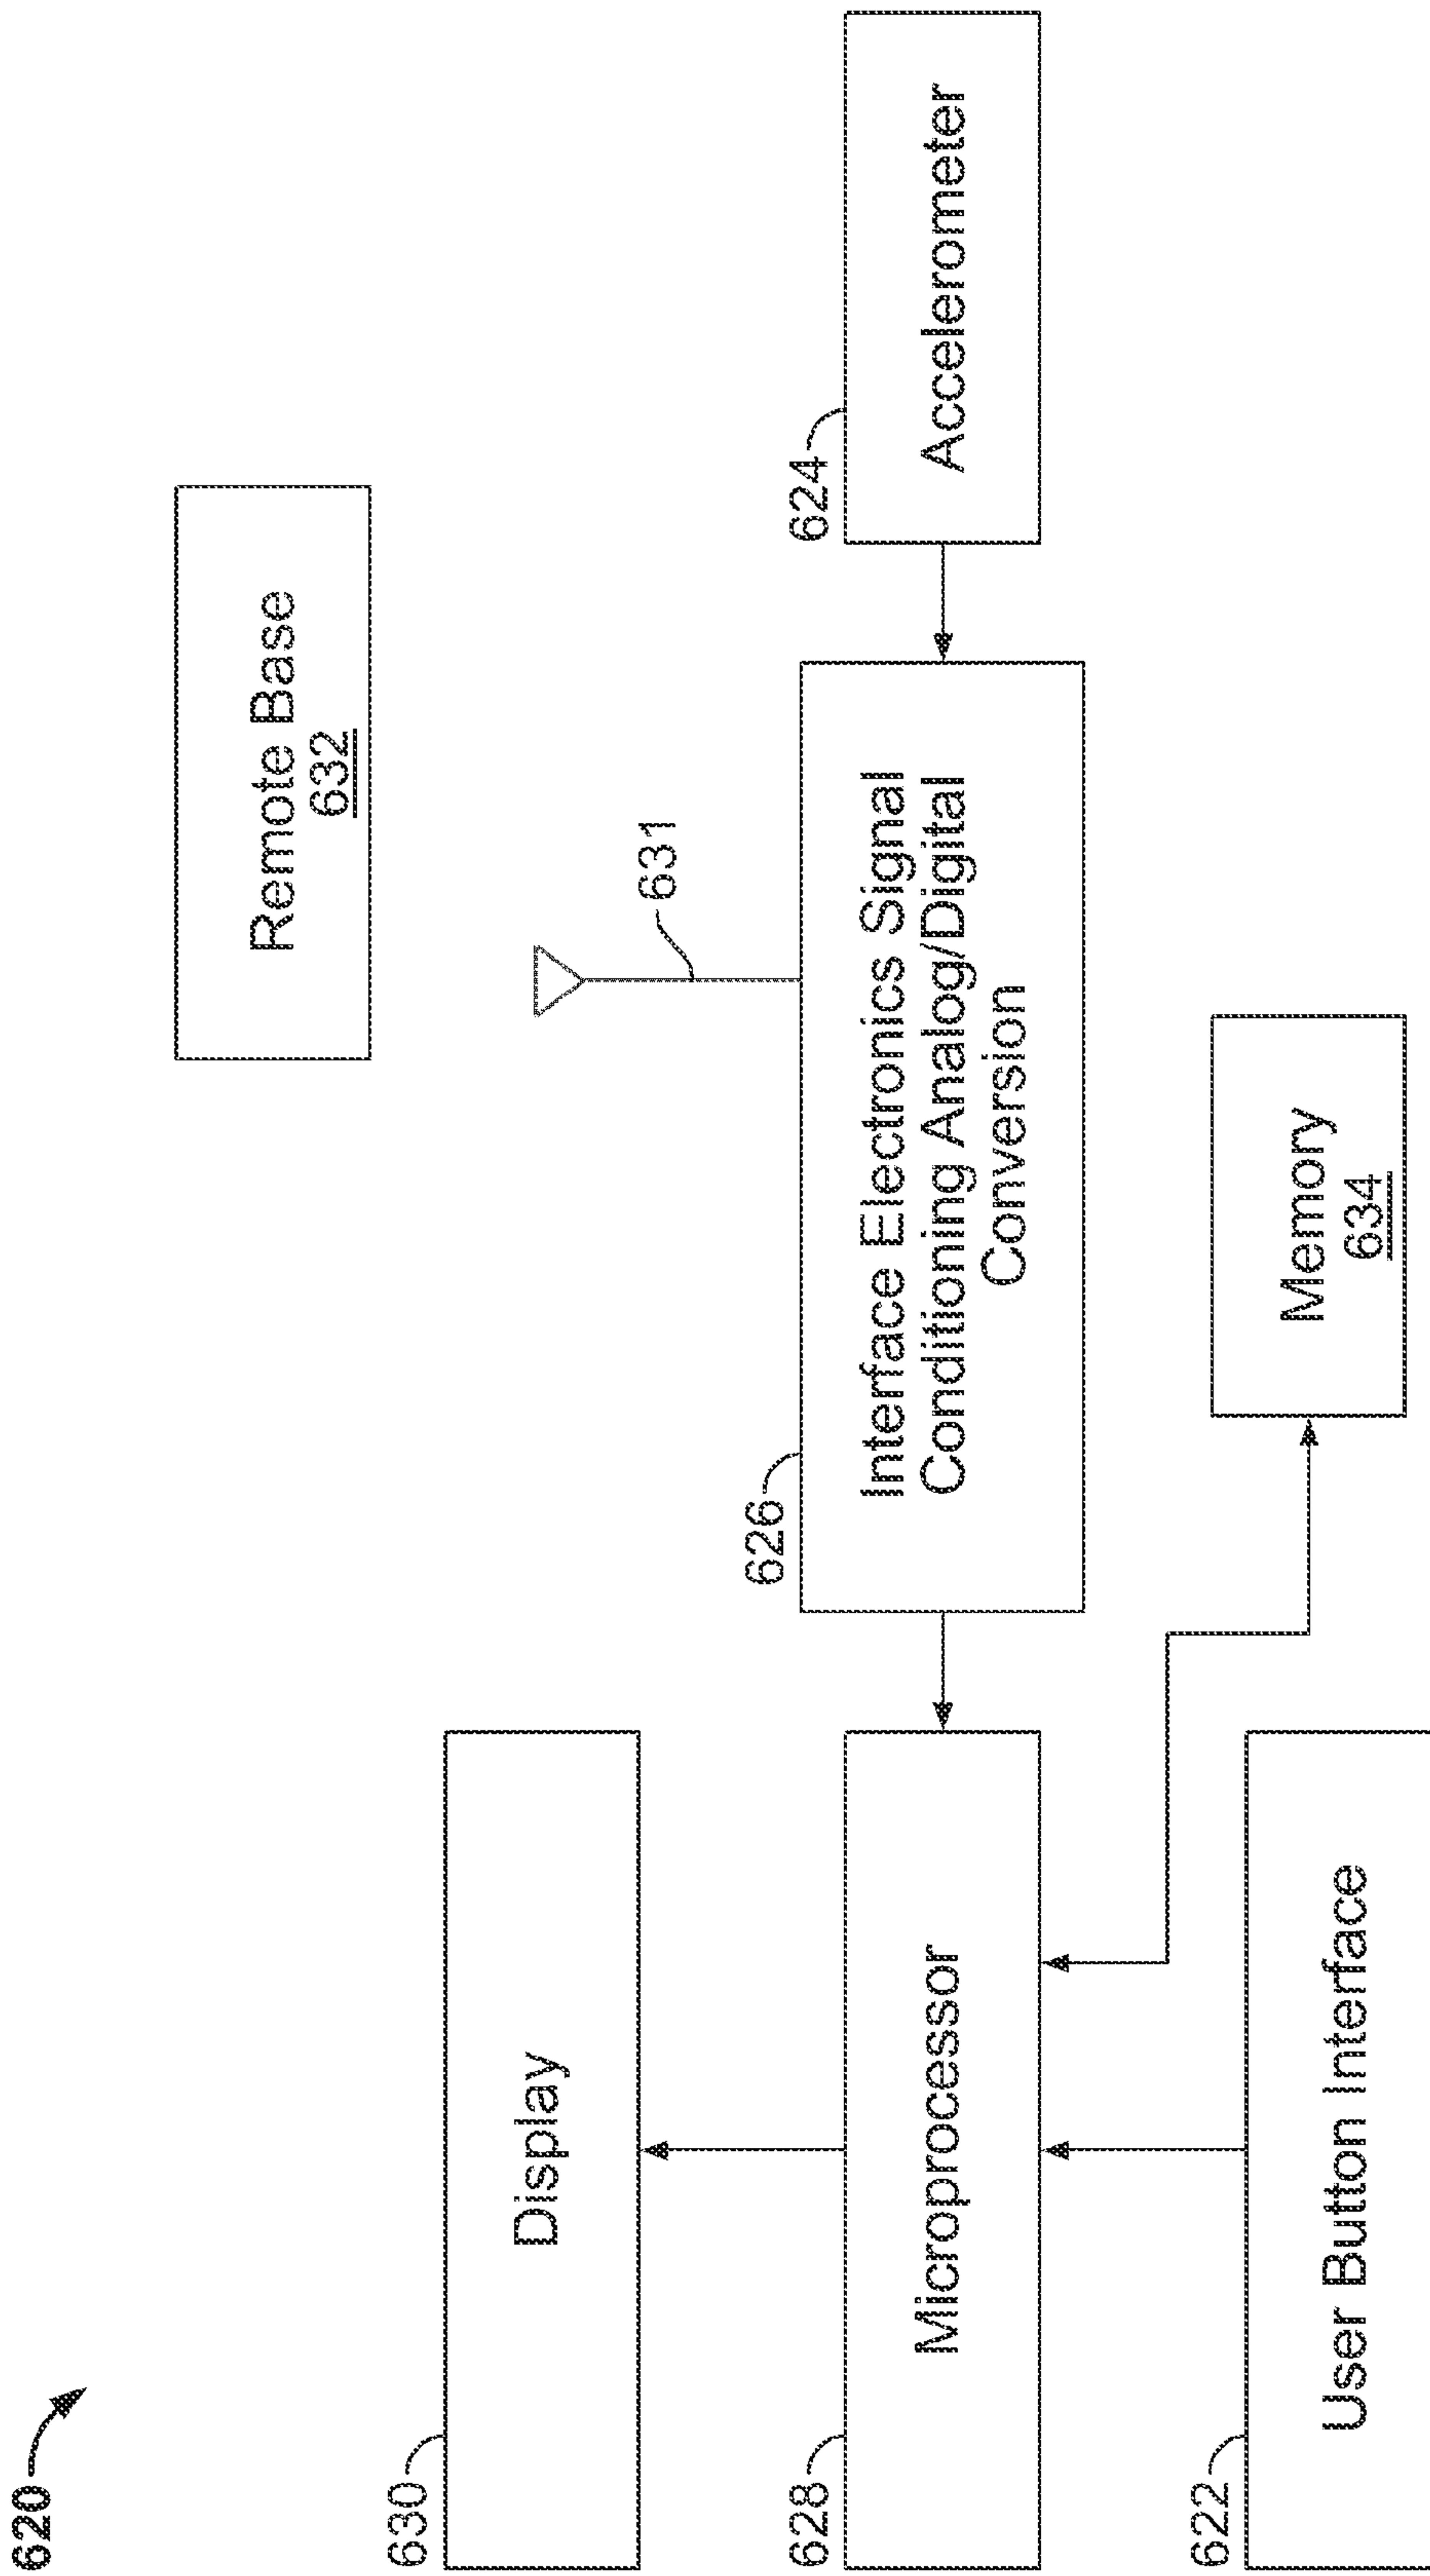 620
Remote Base
632
630
Display
631
628
Microprocessor
626
Interface Electronics Signal
Conditioning Analog/Digital
Conversion
624
Accelerometer
622
User Button Interface
Memory
634